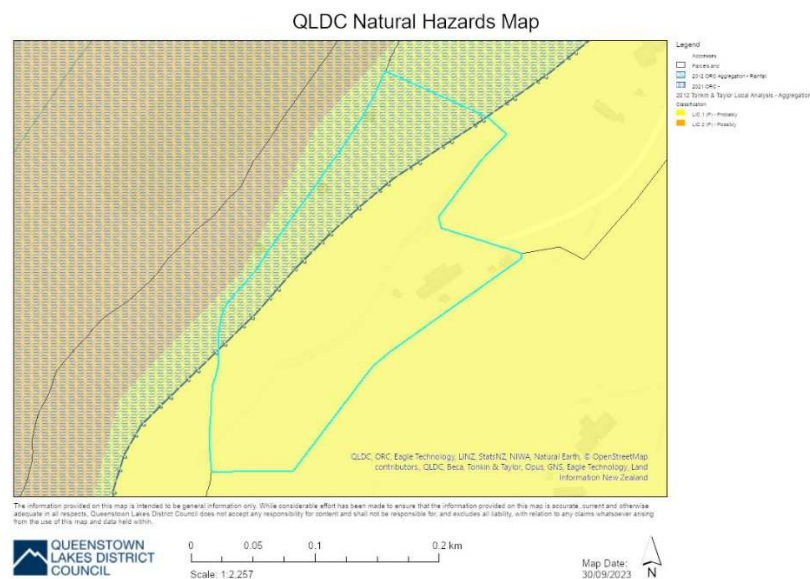 QLDC Natural Hazards Map
Legend
Addresses
Parcels
2012 ORC Aggregation - Rainfall
2021 ORC -
2012 Tonkin & Taylor Local Analysis - Aggregation
Classification
LIC 1 (P) - Probably
LIC 2 (P) - Possibly
QLDC, ORC, Eagle Technology, LINZ, StatsNZ, NIWA, Natural Earth, © OpenStreetMap
contributors., QLDC, Beca, Tonkin & Taylor, Opus, GNS, Eagle Technology, Land
Information New Zealand
The information provided on this map is intended to be general information only. While considerable effort has been made to ensure that the information provided on this map is accurate, current and otherwise
adequate in all respects, Queenstown Lakes District Council does not accept any responsibility for content and shall not be responsible for, and excludes all liability, with relation to any claims whatsoever arising
from the use of this map and data held within.
QUEENSTOWN
LAKES DISTRICT
COUNCIL
0 0.05 0.1 0.2 km
Scale: 1:2,257
Map Date:
30/09/2023
N